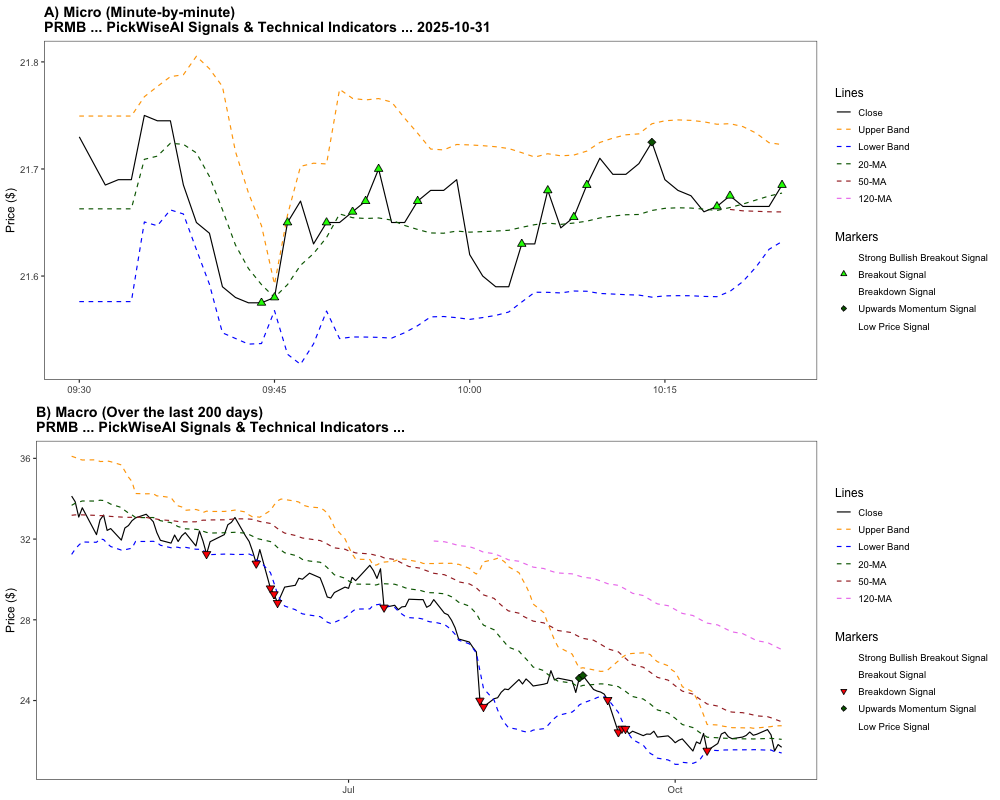 A) Micro (Minute-by-minute)
PRMB ... PickWiseAI Signals & Technical Indicators ... 2025-10-31
21.8
21.7
21.6
Price ($)
09:30
09:45
10:00
10:15
Lines
Close
Upper Band
Lower Band
20-MA
50-MA
120-MA
Markers
Strong Bullish Breakout Signal
Breakout Signal
Breakdown Signal
Upwards Momentum Signal
Low Price Signal
B) Macro (Over the last 200 days)
PRMB ... PickWiseAI Signals & Technical Indicators ...
36
32
28
24
Price ($)
Jul
Oct
Lines
Close
Upper Band
Lower Band
20-MA
50-MA
120-MA
Markers
Strong Bullish Breakout Signal
Breakout Signal
Breakdown Signal
Upwards Momentum Signal
Low Price Signal